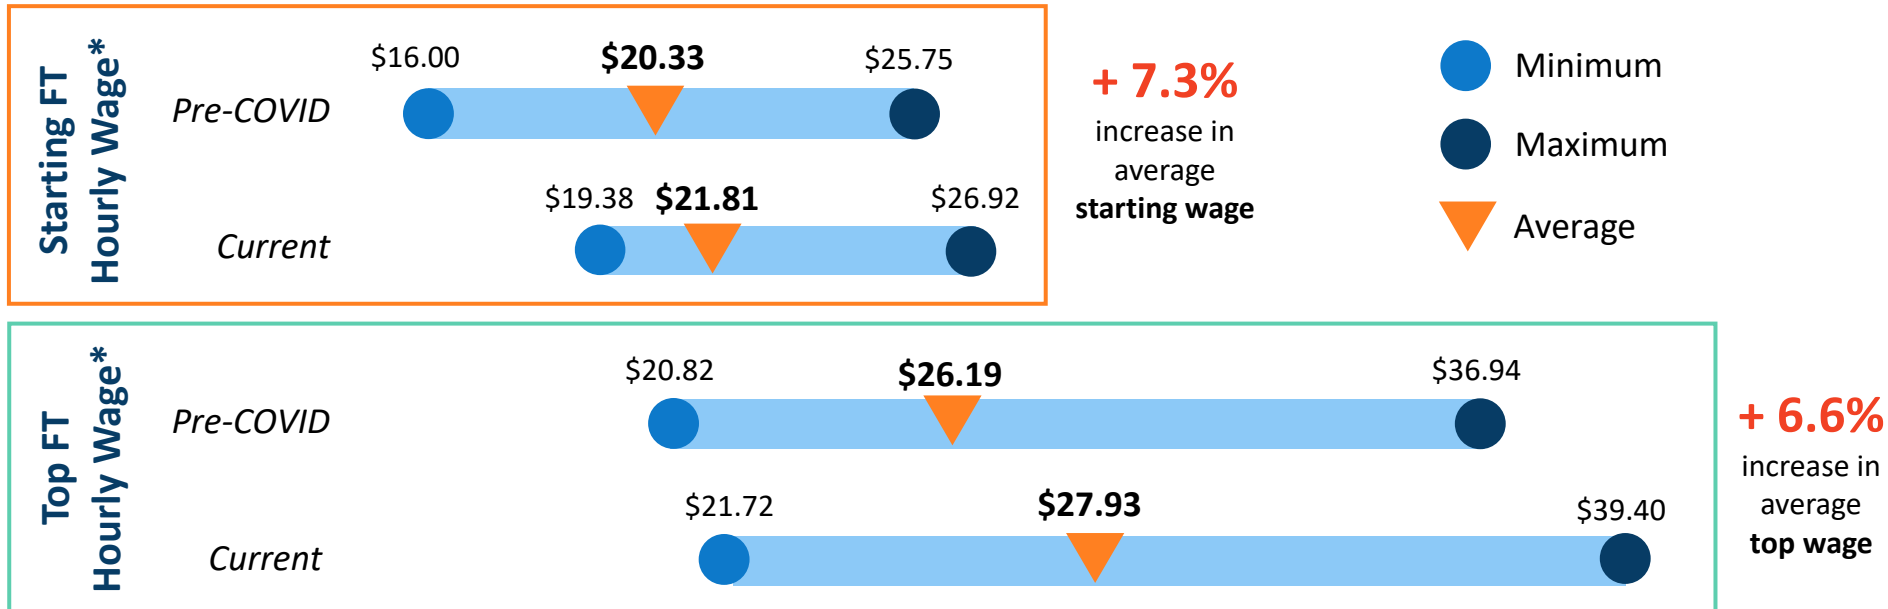 Starting FT
Hourly Wage*
Pre-COVID
$16.00
$20.33
$25.75
Current
$19.38
$21.81
$26.92
+ 7.3%
increase in
average
starting wage
Minimum
Maximum
Average
Top FT
Hourly Wage*
Pre-COVID
$20.82
$26.19
$36.94
Current
$21.72
$27.93
$39.40
+ 6.6%
increase in
average
top wage